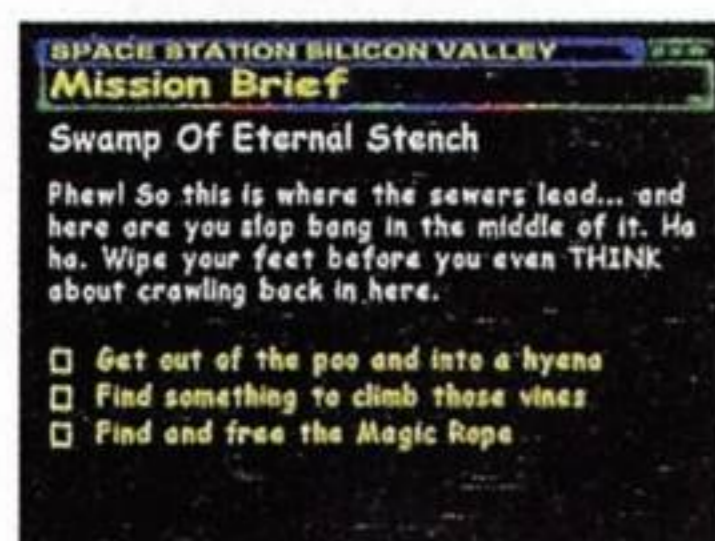 SPACE STATION SILICON VALLEY
Mission Brief
Swamp Of Eternal Stench
Phew! So this is where the sewers lead... and
here are you slap bang in the middle of it. Ha
ha. Wipe your feet before you even THINK
about crawling back in here.
Get out of the poo and into a hyena
Find something to climb those vines
Find and free the Magic Rope